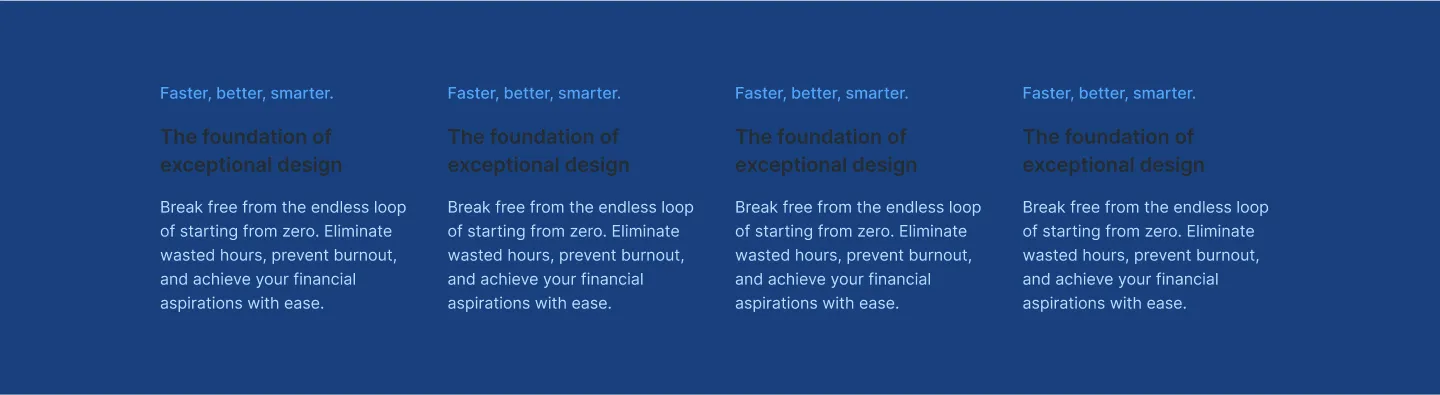 Faster, better, smarter.
The foundation of
exceptional design
Break free from the endless loop
of starting from zero. Eliminate
wasted hours, prevent burnout,
and achieve your financial
aspirations with ease.
Faster, better, smarter.
The foundation of
exceptional design
Break free from the endless loop
of starting from zero. Eliminate
wasted hours, prevent burnout,
and achieve your financial
aspirations with ease.
Faster, better, smarter.
The foundation of
exceptional design
Break free from the endless loop
of starting from zero. Eliminate
wasted hours, prevent burnout,
and achieve your financial
aspirations with ease.
Faster, better, smarter.
The foundation of
exceptional design
Break free from the endless loop
of starting from zero. Eliminate
wasted hours, prevent burnout,
and achieve your financial
aspirations with ease.